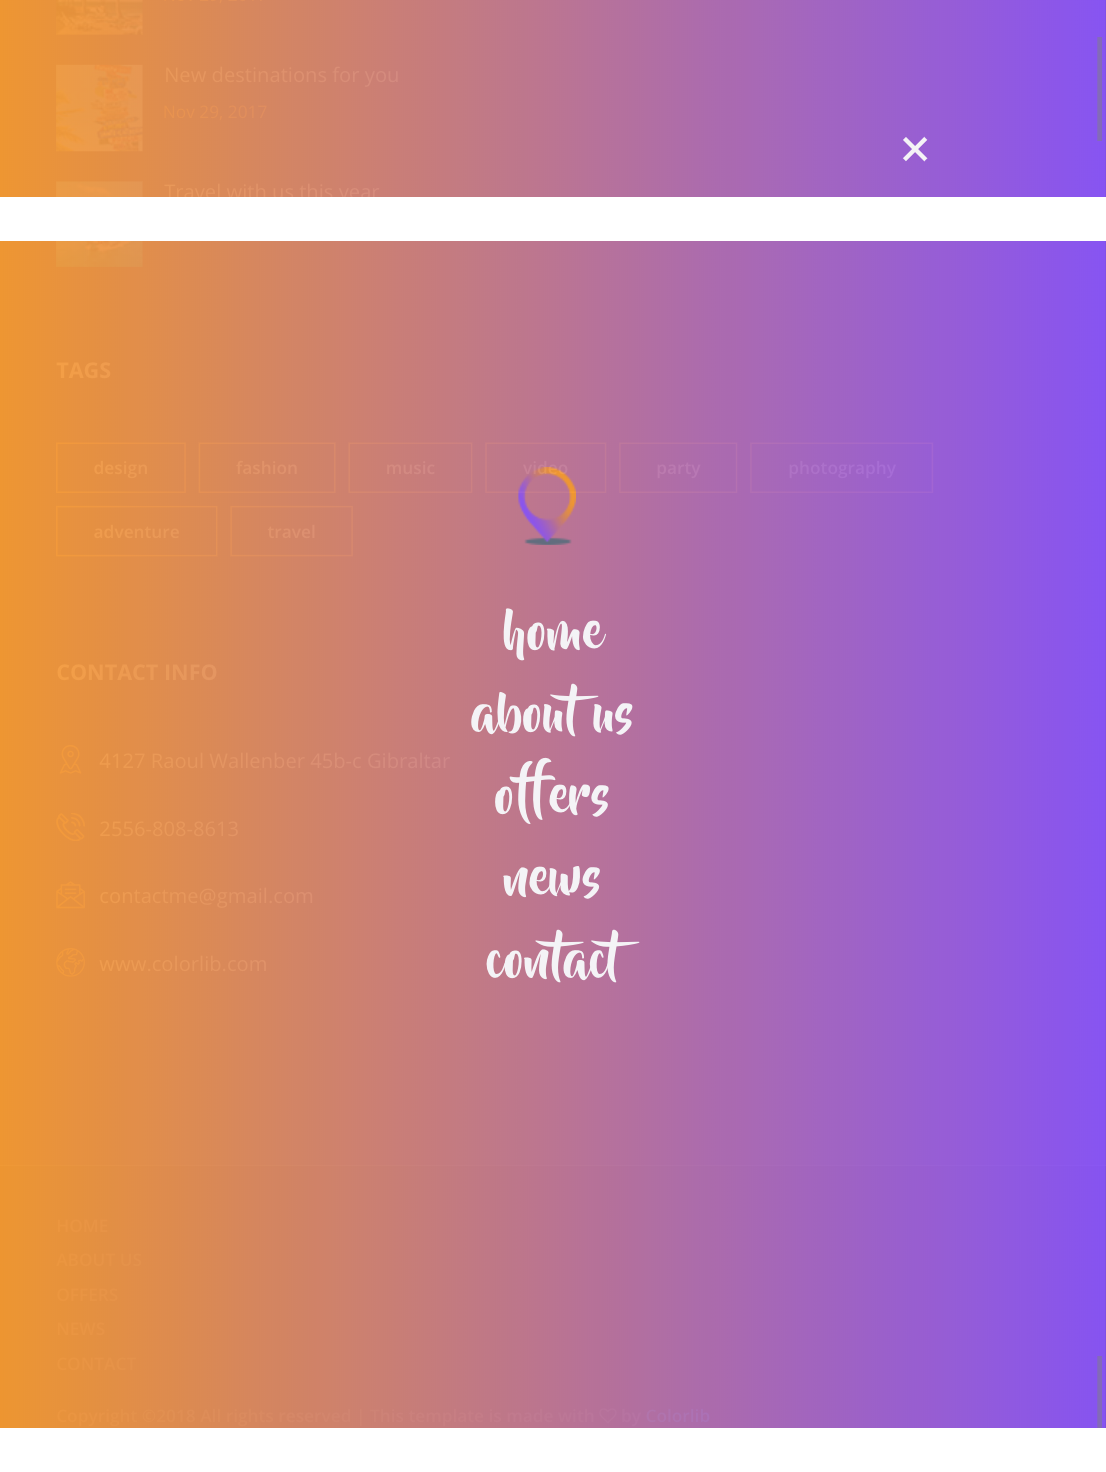 New destinations for you
Nov 29, 2017
Travel with us this year
TAGS
design
fashion
music
video
party
photography
adventure
travel
home
about us
offers
news
contact
CONTACT INFO
4127 Raoul Wallenber 45b-c Gibraltar
2556-808-8613
contactme@gmail.com
www.colorlib.com
HOME
ABOUT US
OFFERS
NEWS
CONTACT
Copyright ©2018 All rights reserved | This template is made with ♡ by Colorlib